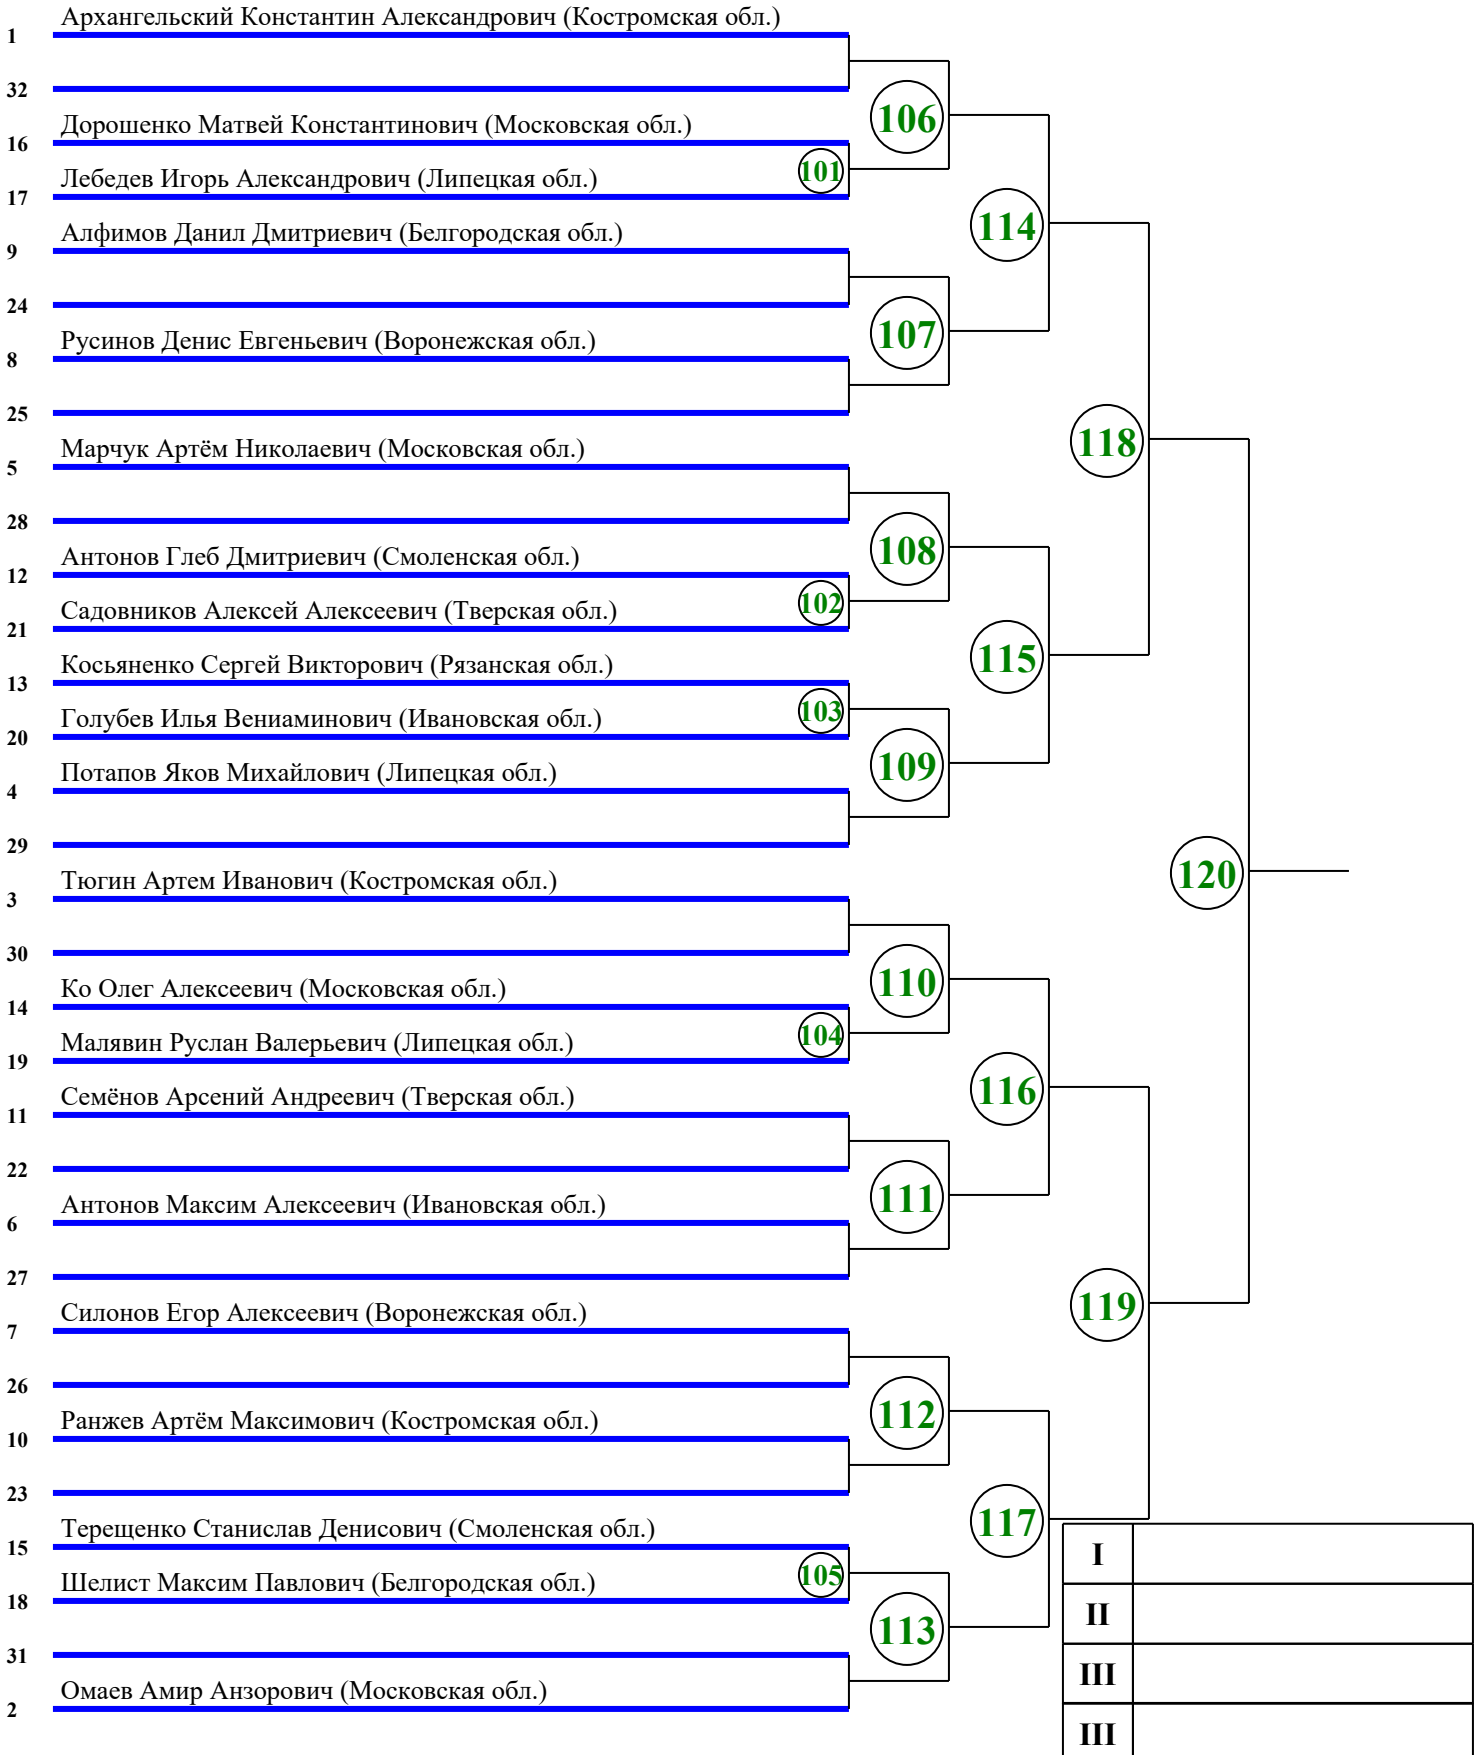 Архангельский Константин Александрович (Костромская обл.)
1
32
Дорошенко Матвей Константинович (Московская обл.)
106
16
Лебедев Игорь Александрович (Липецкая обл.)
101
17
114
Алфимов Данил Дмитриевич (Белгородская обл.)
9
24
Русинов Денис Евгеньевич (Воронежская обл.)
107
8
25
118
Марчук Артём Николаевич (Московская обл.)
5
28
Антонов Глеб Дмитриевич (Смоленская обл.)
108
12
Садовников Алексей Алексеевич (Тверская обл.)
102
21
115
Косьяненко Сергей Викторович (Рязанская обл.)
13
Голубев Илья Вениаминович (Ивановская обл.)
103
20
Потапов Яков Михайлович (Липецкая обл.)
109
4
29
120
Тюгин Артем Иванович (Костромская обл.)
3
30
Ко Олег Алексеевич (Московская обл.)
110
14
Малявин Руслан Валерьевич (Липецкая обл.)
104
19
116
Семёнов Арсений Андреевич (Тверская обл.)
11
22
Антонов Максим Алексеевич (Ивановская обл.)
111
6
27
119
Силонов Егор Алексеевич (Воронежская обл.)
7
26
Ранжев Артём Максимович (Костромская обл.)
112
10
23
117
Терещенко Станислав Денисович (Смоленская обл.)
15
I
Шелист Максим Павлович (Белгородская обл.)
105
18
II
113
31
III
Омаев Амир Анзорович (Московская обл.)
2
III